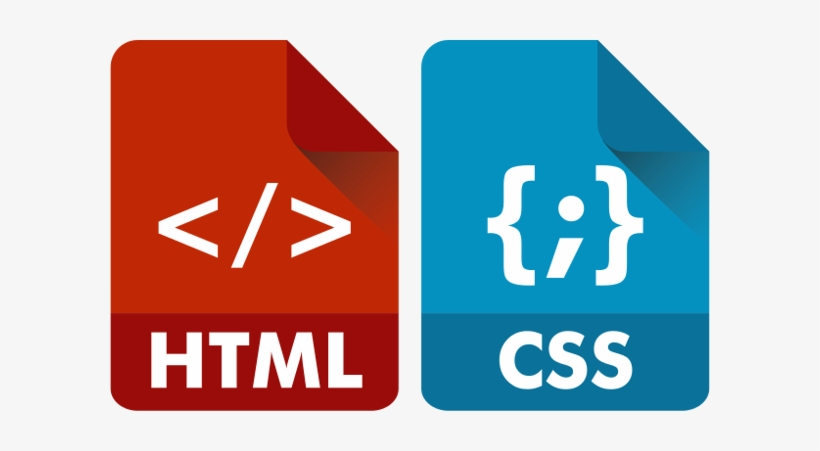 </>
HTML
{;}
CSS